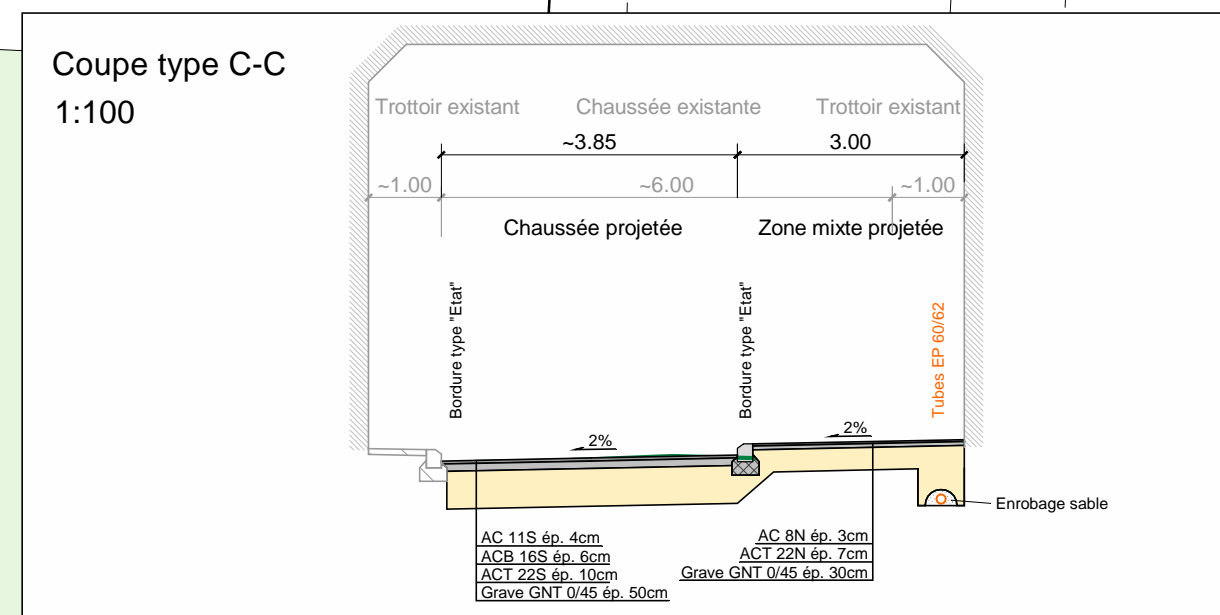 Coupe type C-C
1:100
Trottoir existant
Chaussée existante
Trottoir existant
~3.85
3.00
~1.00
~6.00
~1.00
Chaussée projetée
Zone mixte projetée
Bordure type "Etat"
Bordure type "Etat"
Tubes EP 60/62
2%
2%
Enrobage sable
AC 11S ép. 4cm
ACB 16S ép. 6cm
ACT 22S ép. 10cm
Grave GNT 0/45 ép. 50cm
AC 8N ép. 3cm
ACT 22N ép. 7cm
Grave GNT 0/45 ép. 30cm